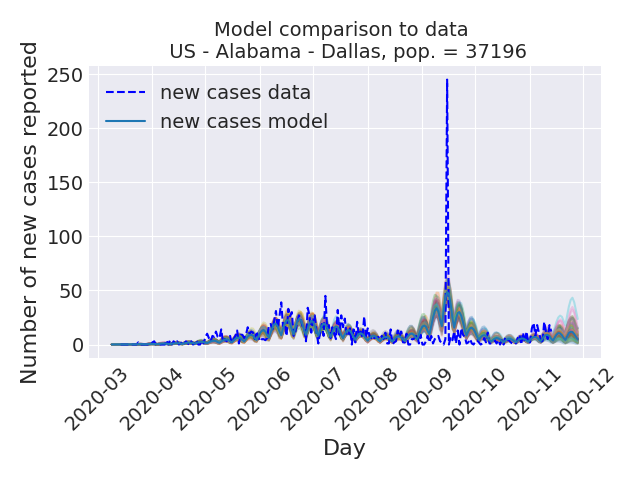 Model comparison to data
US - Alabama - Dallas, pop. = 37196
Number of new cases reported
250
200
150
100
50
0
new cases data
new cases model
2020-03
2020-04
2020-05
2020-06
2020-07
2020-08
2020-09
2020-10
2020-11
2020-12
Day